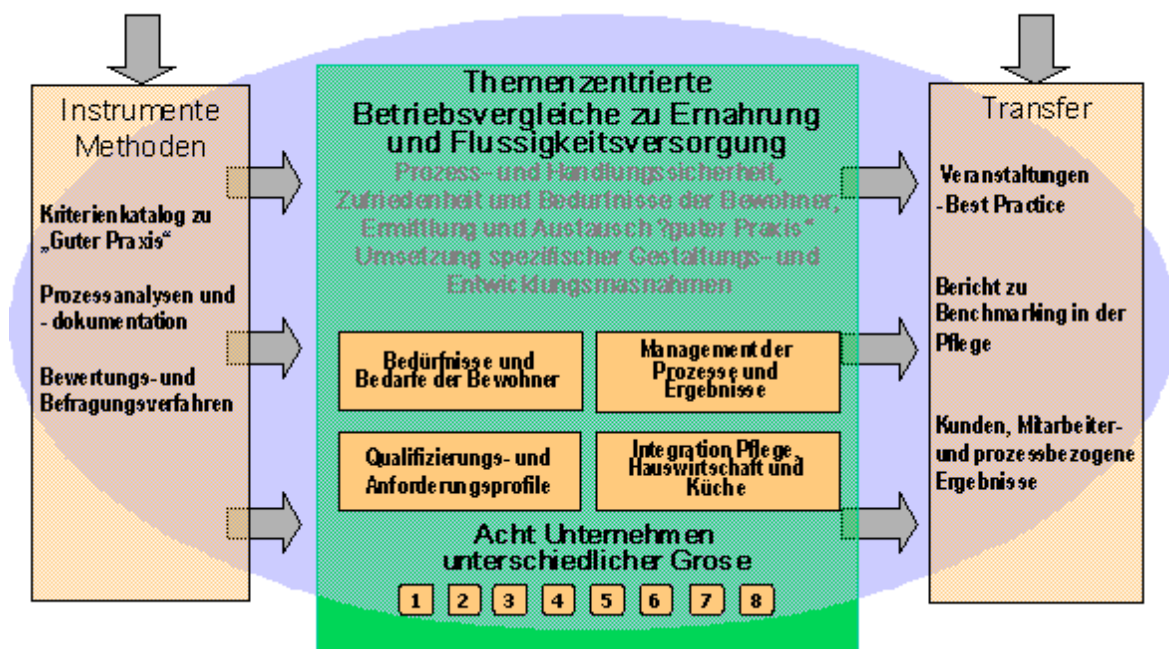 Instrumente
Methoden
Kriterienkatalog zu
„Guter Praxis“
Prozessanalysen und
- dokumentation
Bewertungs- und
Befragungsverfahren
Themenzentrierte
Betriebsvergleiche zu Ernahrung
und Flussigkeitsversorgung
Prozess- und Handlungssicherheit,
Zufriedenheit und Bedurfnisse der Bewohner;
Ermittlung und Austausch ?guter Praxis“
Umsetzung spezifischer Gestaltungs- und
Entwicklungsmasnahmen
Bedürfnisse und
Bedarfe der Bewohner
Management der
Prozesse und
Ergebnisse
Qualifizierungs- und
Anforderungsprofile
Integration Pflege,
Hauswirtschaft und
Küche
Acht Unternehmen
unterschiedlicher Grose
1 2 3 4 5 6 7 8
Transfer
Veranstaltungen
- Best Practice
Bericht zu
Benchmarking in der
Pflege
Kunden, Mitarbeiter-
und prozessbezogene
Ergebnisse